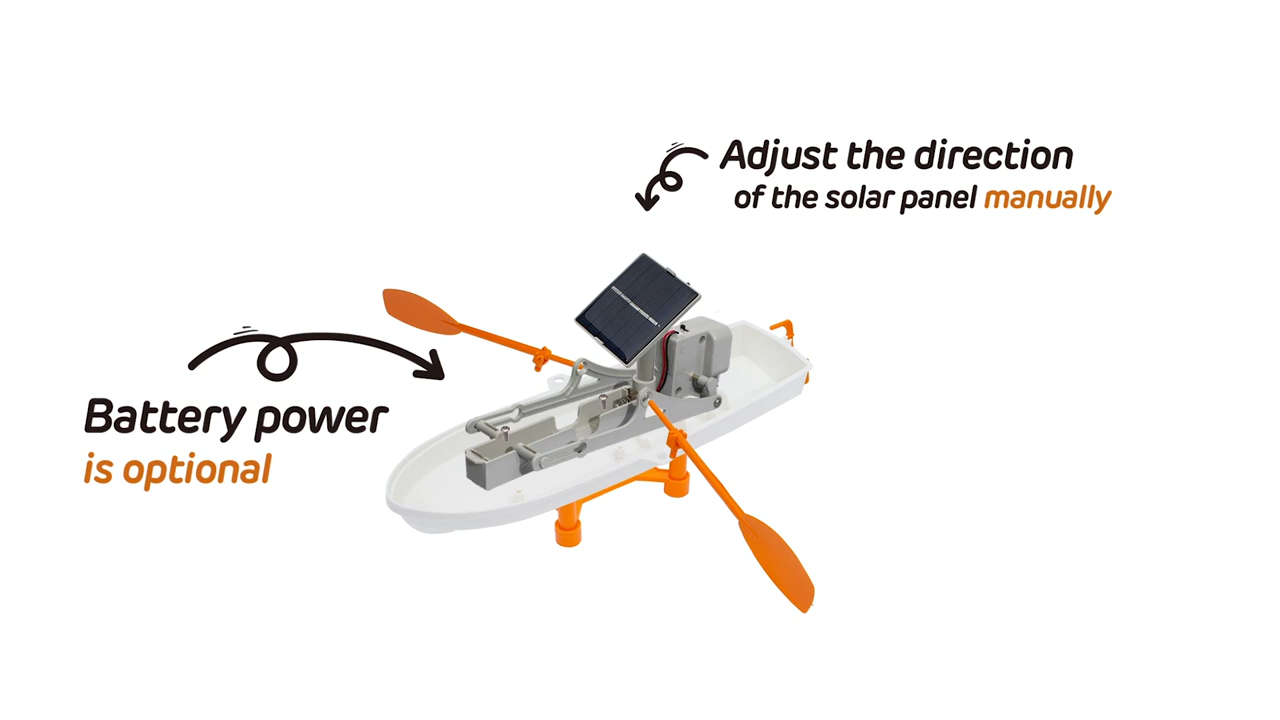 Adjust the direction
of the solar panel manually
Battery power
is optional